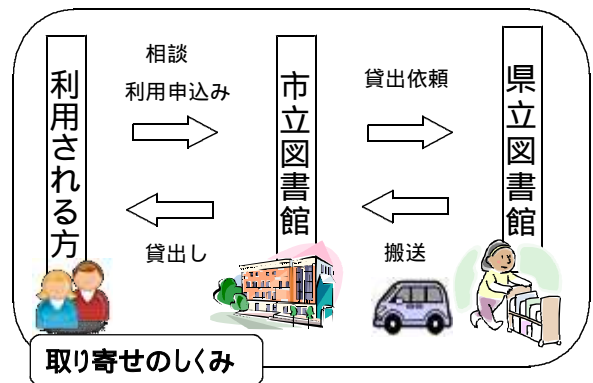 利用される方
相談
利用申込み
貸出し
市立図書館
貸出依頼
搬送
県立図書館
取り寄せのしくみ